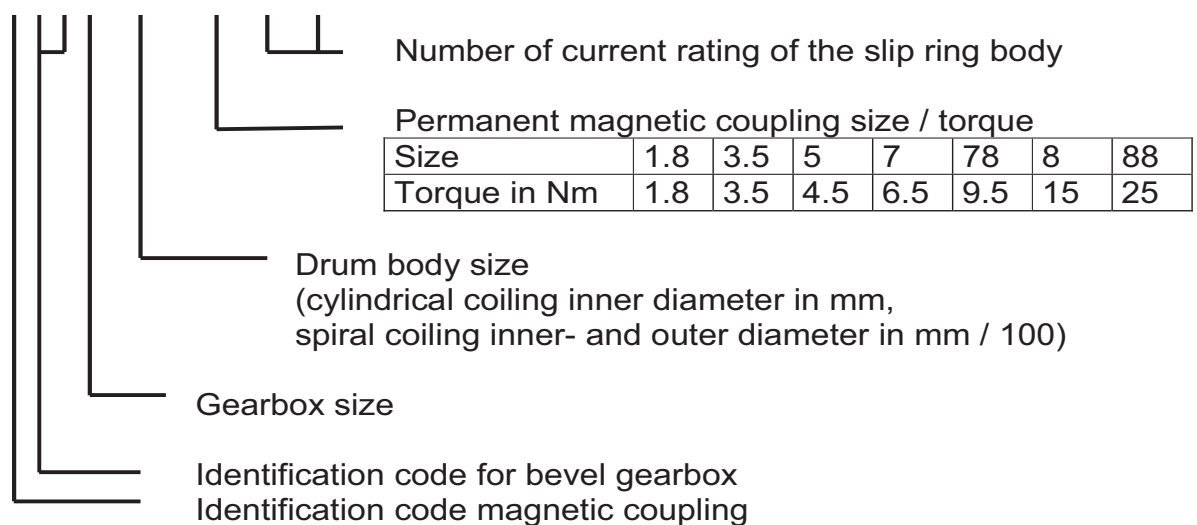 Number of current rating of the slip ring body
Permanent magnetic coupling size / torque
Size 1.8 3.5 5 7 78 8 88
Torque in Nm 1.8 3.5 4.5 6.5 9.5 15 25
Drum body size
(cylindrical coiling inner diameter in mm,
spiral coiling inner- and outer diameter in mm / 100)
Gearbox size
Identification code for bevel gearbox
Identification code magnetic coupling